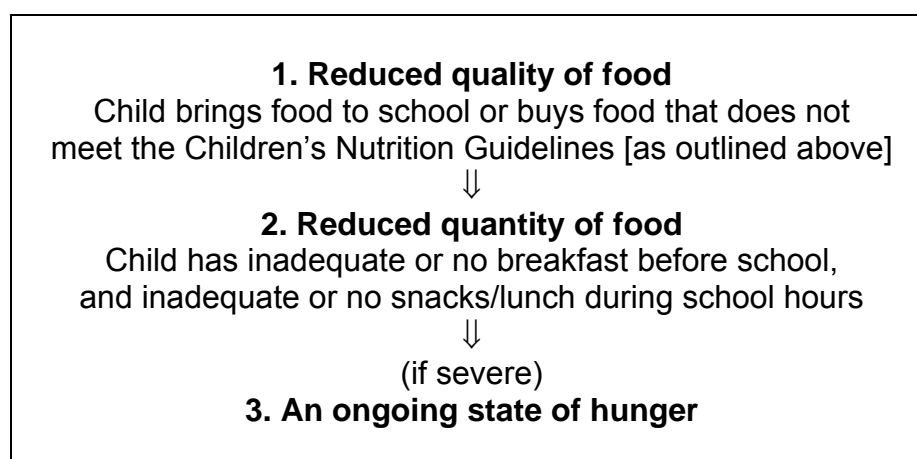 1. Reduced quality of food
Child brings food to school or buys food that does not
meet the Children’s Nutrition Guidelines [as outlined above]
⇓
2. Reduced quantity of food
Child has inadequate or no breakfast before school,
and inadequate or no snacks/lunch during school hours
⇓
(if severe)
3. An ongoing state of hunger